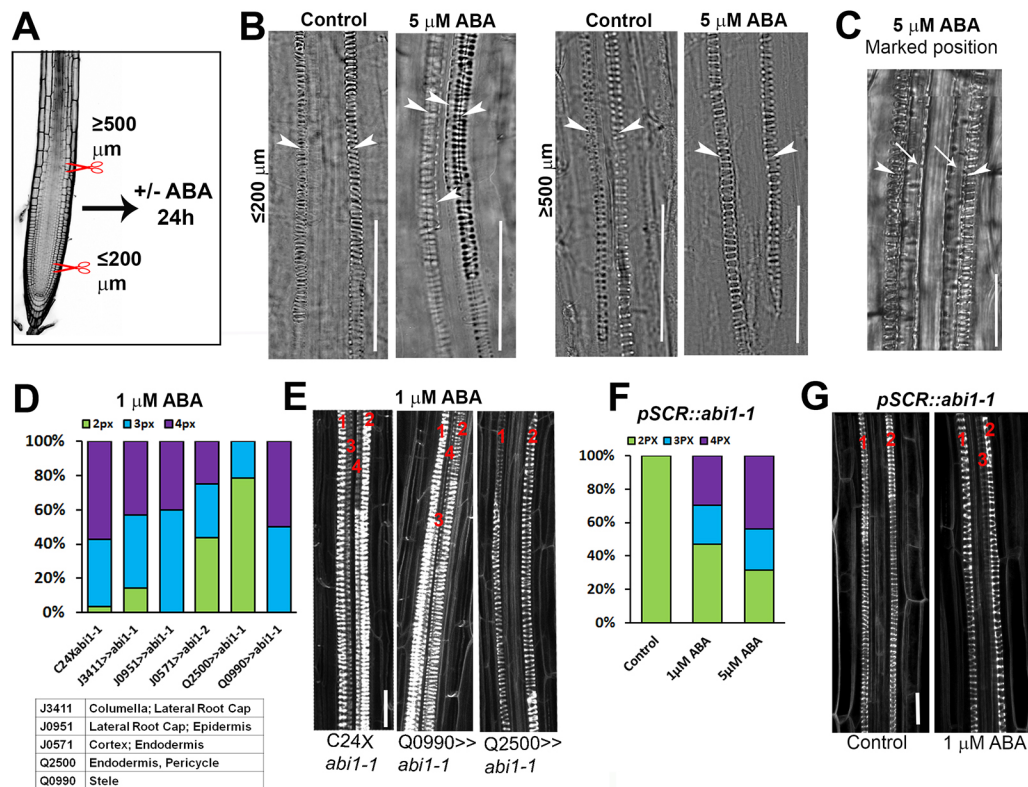 A
≥500
µm
+/- ABA
24h
≤200
µm
B
Control
5 µM ABA
≤200 µm
≥500 µm
Control
5 µM ABA
C
5 µM ABA
Marked position
D
1 µM ABA
2px 3px 4px
100%
80%
60%
40%
20%
0%
C24Xabi1-1
J3411>>abi1-1
J0951>>abi1-1
J0571>>abi1-2
Q2500>>abi1-1
Q0990>>abi1-1
J3411 Columella; Lateral Root Cap
J0951 Lateral Root Cap; Epidermis
J0571 Cortex; Endodermis
Q2500 Endodermis, Pericycle
Q0990 Stele
E
1 µM ABA
1 2
3
4
1 2
4
3
1 2
C24X
abi1-1
Q0990>>
abi1-1
Q2500>>
abi1-1
F
pSCR::abi1-1
2PX 3PX 4PX
100%
80%
60%
40%
20%
0%
Control
1µM ABA
5µM ABA
G
pSCR::abi1-1
1 2
1 2
3
Control
1 µM ABA